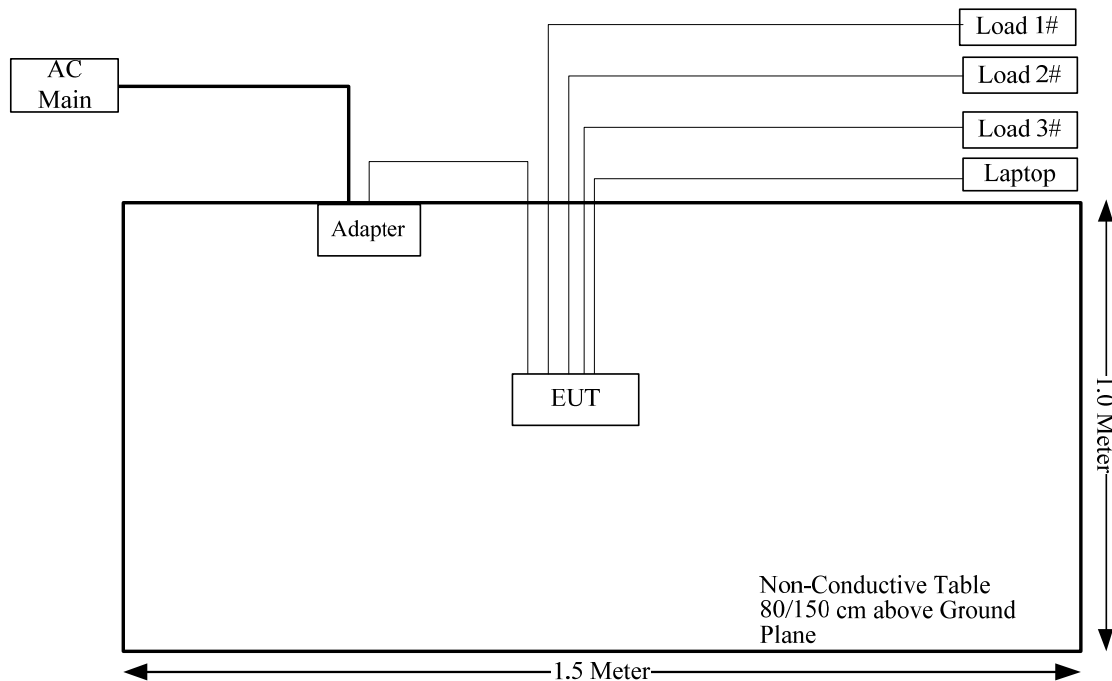 Load 1#
AC
Main
Load 2#
Load 3#
Laptop
Adapter
EUT
1.0 Meter
Non-Conductive Table
80/150 cm above Ground
Plane
1.5 Meter